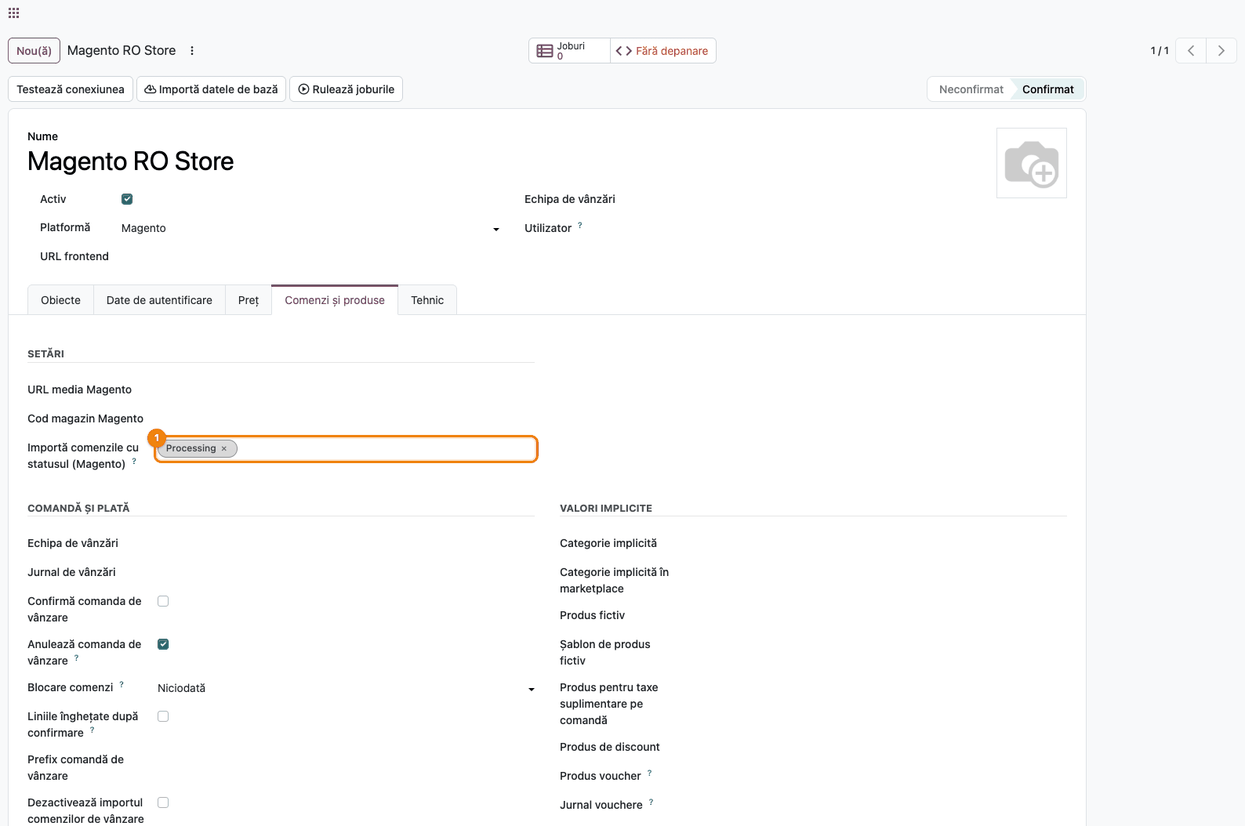 Nou(ă)
Magento RO Store
Joburi
0
Fără depanare
1 / 1
Testează conexiunea
Importă datele de bază
Rulează joburile
Neconfirmat
Confirmat
Nume
Magento RO Store
Activ
Echipa de vânzări
Platformă
Magento
Utilizator ?
URL frontend
Obiecte
Date de autentificare
Preț
Comenzi și produse
Tehnic
SETĂRI
URL media Magento
Cod magazin Magento
1
Importă comenzile cu
statusul (Magento) ?
Processing ×
COMANDĂ ȘI PLATĂ
Echipa de vânzări
Jurnal de vânzări
Confirmă comanda de
vânzare
Anulează comanda de
vânzare ?
Blocare comenzi ?
Niciodată
Liniile înghețate după
confirmare ?
Prefix comandă de
vânzare
Dezactivează importul
comenzilor de vânzare
VALORI IMPLICITE
Categorie implicită
Categorie implicită în
marketplace
Produs fictiv
Șablon de produs
fictiv
Produs pentru taxe
suplimentare pe
comandă
Produs de discount
Produs voucher ?
Jurnal vouchere ?